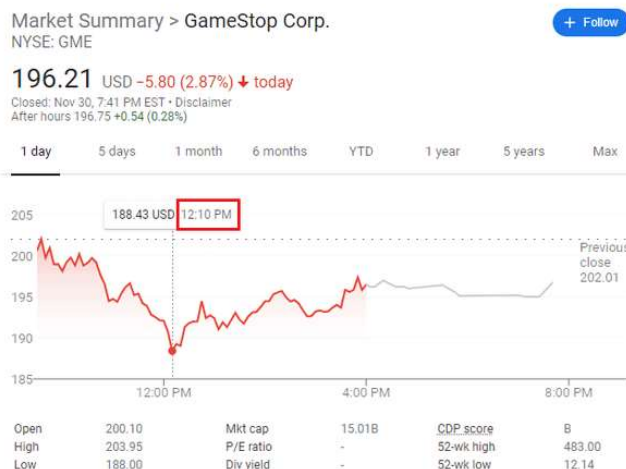 Market Summary > GameStop Corp.
+ Follow
NYSE: GME
196.21 USD −5.80 (2.87%) ↓ today
Closed: Nov 30, 7:41 PM EST • Disclaimer
After hours 196.75 +0.54 (0.28%)
1 day 5 days 1 month 6 months YTD 1 year 5 years Max
188.43 USD 12:10 PM
205
200
195
190
185
Previous
close
202.01
12:00 PM 4:00 PM 8:00 PM
Open 200.10 Mkt cap 15.01B CDP score B
High 203.95 P/E ratio - 52-wk high 483.00
Low 188.00 Div yield - 52-wk low 12.14